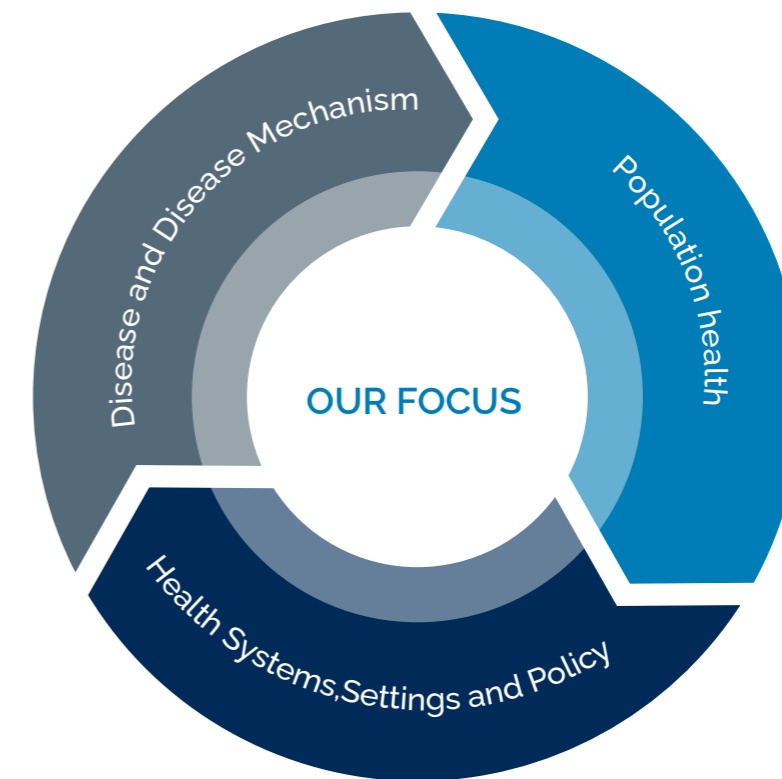 Disease and Disease Mechanism
Population health
OUR FOCUS
Health Systems,Settings and Policy